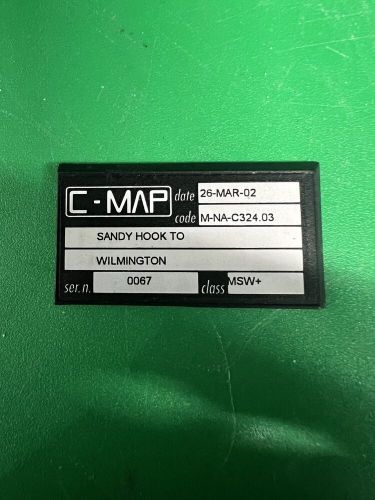 C-MAP date 26-MAR-02
code M-NA-C324.03
SANDY HOOK TO
WILMINGTON
ser.n. 0067 class MSW+